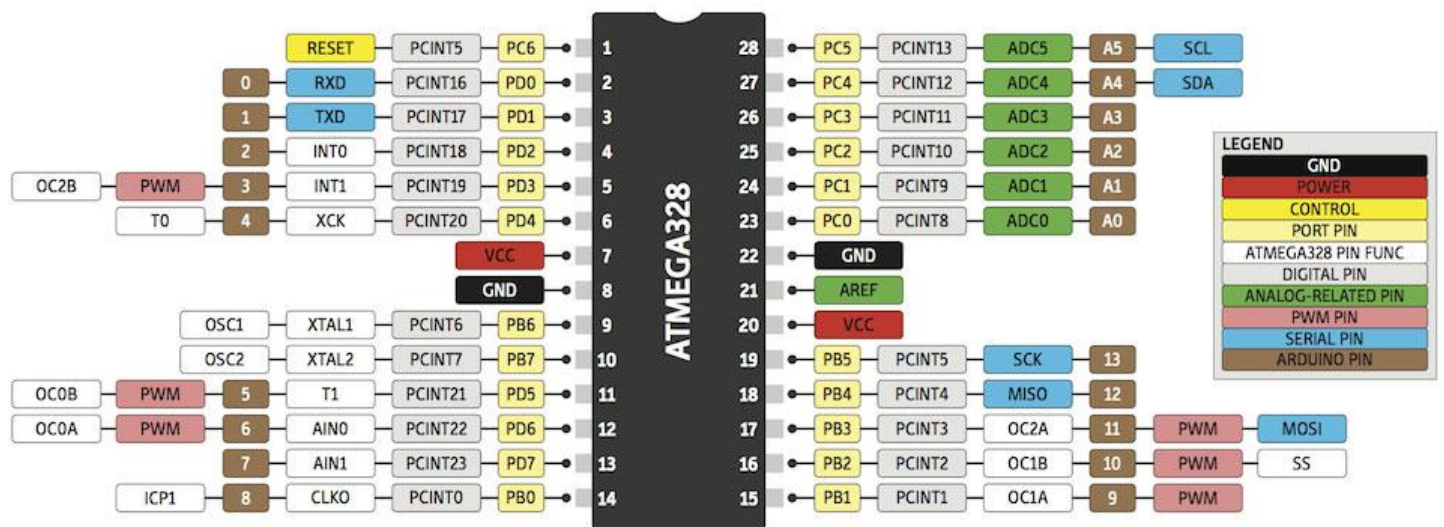 RESET PCINT5 PC6 1 28 PC5 PCINT13 ADC5 A5 SCL
0 RXD PCINT16 PD0 2 27 PC4 PCINT12 ADC4 A4 SDA
1 TXD PCINT17 PD1 3 26 PC3 PCINT11 ADC3 A3
2 INT0 PCINT18 PD2 4 25 PC2 PCINT10 ADC2 A2
OC2B PWM 3 INT1 PCINT19 PD3 5 24 PC1 PCINT9 ADC1 A1
T0 4 XCK PCINT20 PD4 6 23 PC0 PCINT8 ADC0 A0
VCC 7 22 GND
GND 8 21 AREF
OSC1 XTAL1 PCINT6 PB6 9 20 VCC
OSC2 XTAL2 PCINT7 PB7 10 19 PB5 PCINT5 SCK 13
OC0B PWM 5 T1 PCINT21 PD5 11 18 PB4 PCINT4 MISO 12
OC0A PWM 6 AIN0 PCINT22 PD6 12 17 PB3 PCINT3 OC2A 11 PWM MOSI
7 AIN1 PCINT23 PD7 13 16 PB2 PCINT2 OC1B 10 PWM SS
ICP1 8 CLKO PCINT0 PB0 14 15 PB1 PCINT1 OC1A 9 PWM
ATMEGA328
LEGEND
GND
POWER
CONTROL
PORT PIN
ATMEGA328 PIN FUNC
DIGITAL PIN
ANALOG-RELATED PIN
PWM PIN
SERIAL PIN
ARDUINO PIN